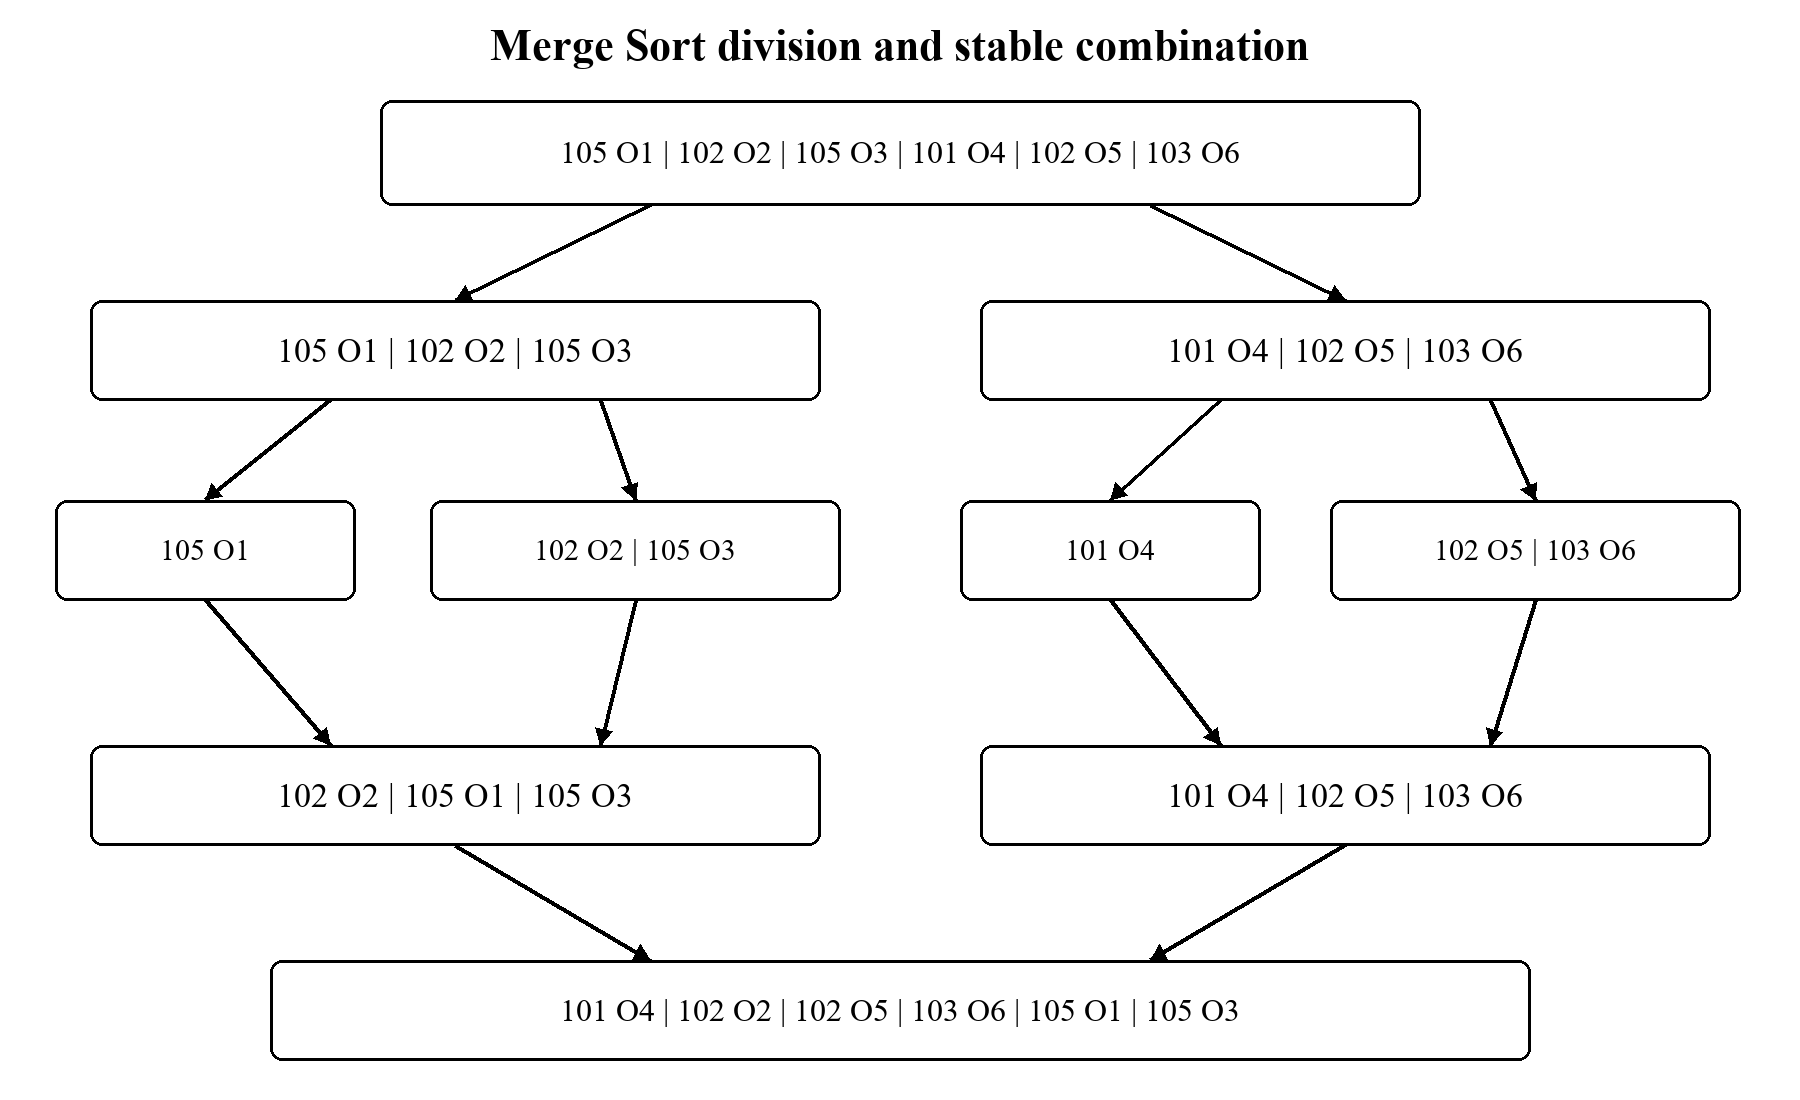 Merge Sort division and stable combination
105 O1 | 102 O2 | 105 O3 | 101 O4 | 102 O5 | 103 O6
105 O1 | 102 O2 | 105 O3
101 O4 | 102 O5 | 103 O6
105 O1
102 O2 | 105 O3
101 O4
102 O5 | 103 O6
102 O2 | 105 O1 | 105 O3
101 O4 | 102 O5 | 103 O6
101 O4 | 102 O2 | 102 O5 | 103 O6 | 105 O1 | 105 O3